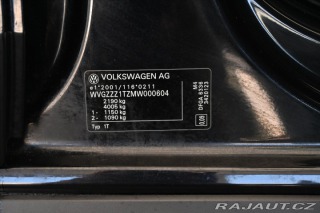 VOLKSWAGEN AG
e1*2001/116*0211
WVGZZZ1TZMW000604
2190 kg
4005 kg
1- 1150 kg
2- 1090 kg
Typ 1T
RAJAUT.CZ